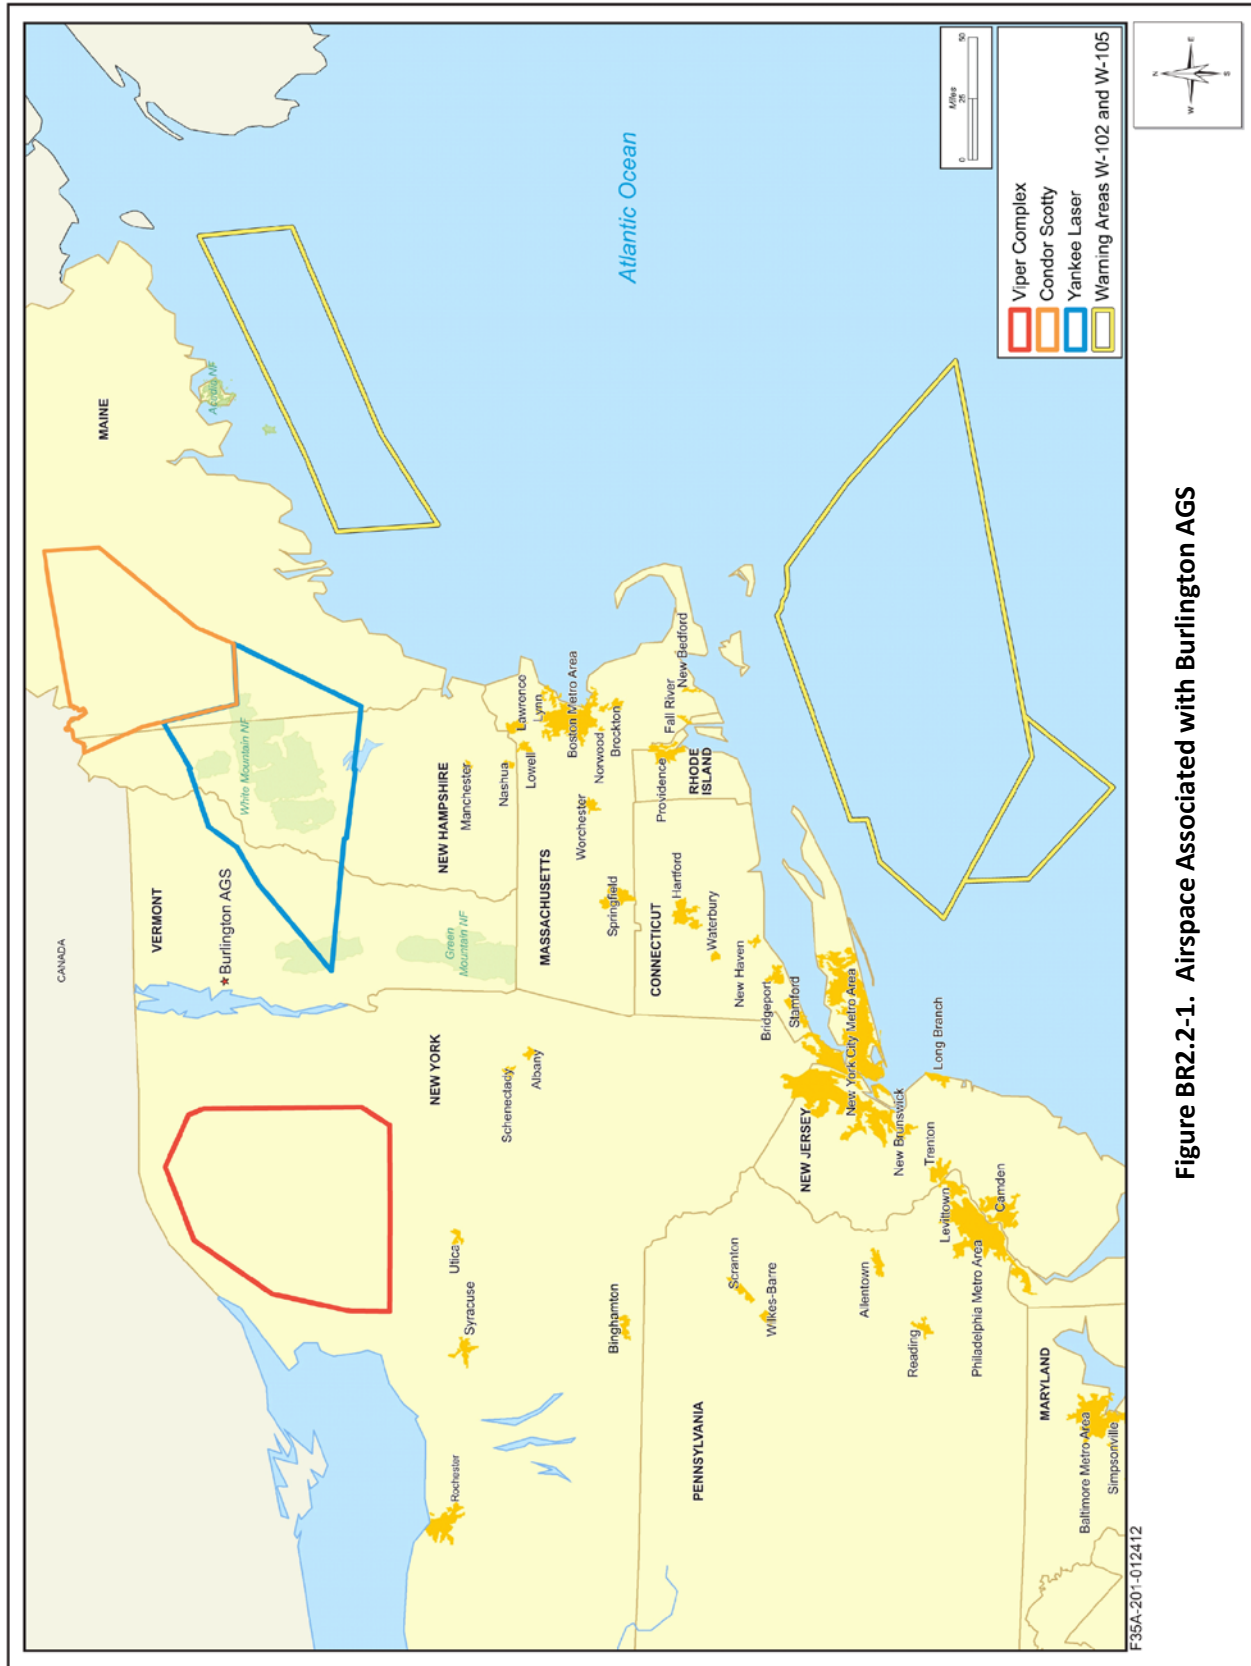 CANADA
MAINE
VERMONT
Burlington AGS
White Mountain NF
Acadia NF
Green
Mountain NF
NEW HAMPSHIRE
Manchester
Nashua
NEW YORK
Rochester
Syracuse
Utica
Schenectady
Albany
Binghamton
MASSACHUSETTS
Lowell
Lawrence
Lynn
Boston Metro Area
Norwood
Brockton
Worchester
Springfield
Fall River
New Bedford
Providence
RHODE
ISLAND
CONNECTICUT
Hartford
Waterbury
New Haven
Bridgeport
Stamford
New York City Metro Area
Atlantic Ocean
PENNSYLVANIA
Scranton
Wilkes-Barre
Allentown
Reading
NEW JERSEY
New Brunswick
Long Branch
Trenton
Levittown
Camden
Philadelphia Metro Area
MARYLAND
Baltimore Metro Area
Simpsonville
Miles
0 25 50
Viper Complex
Condor Scotty
Yankee Laser
Warning Areas W-102 and W-105
N
W
E
S
F35A-201-012412
Figure BR2.2-1. Airspace Associated with Burlington AGS